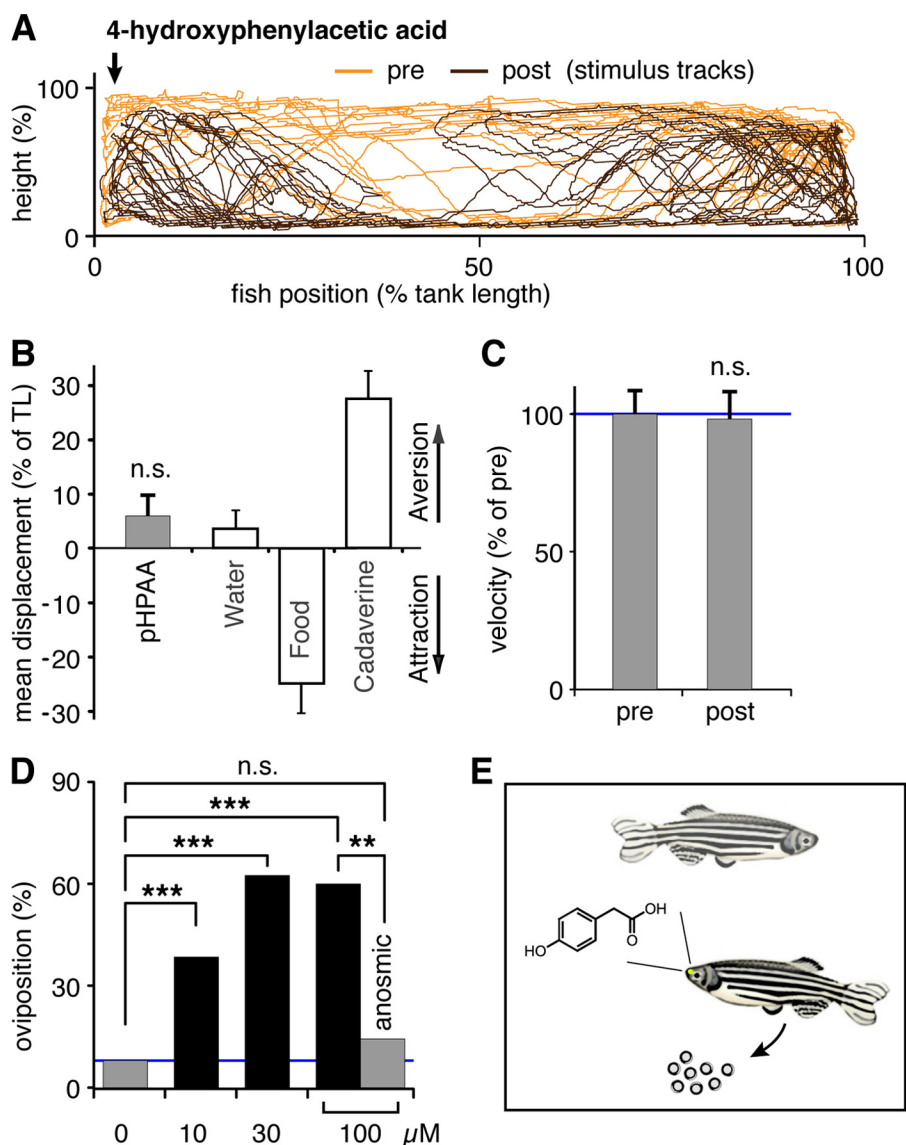 A
4-hydroxyphenylacetic acid
pre post (stimulus tracks)
height (%)
100
0
0 50 100
fish position (% tank length)
B
mean displacement (% of TL)
30
20
10
0
-10
-20
-30
n.s.
pHPAA
Water
Food
Cadaverine
Aversion
Attraction
C
n.s.
velocity (% of pre)
100
50
0
pre post
D
n.s.
oviposition (%)
90
60
30
0
***
***
***
**
anosmic
0 10 30 100 µM
E
OH
O
HO